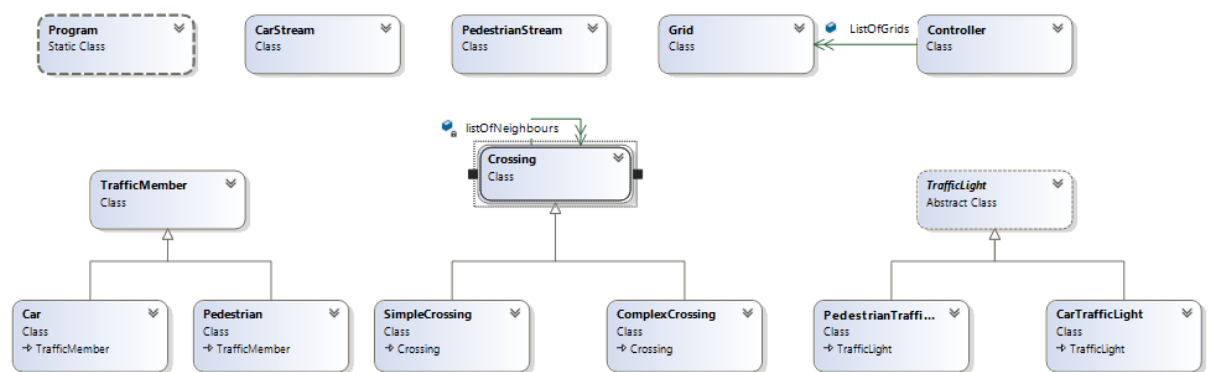 Program
Static Class
CarStream
Class
PedestrianStream
Class
Grid
Class
ListOfGrids
Controller
Class
listOfNeighbours
Crossing
Class
TrafficMember
Class
TrafficLight
Abstract Class
Car
Class
TrafficMember
Pedestrian
Class
TrafficMember
SimpleCrossing
Class
Crossing
ComplexCrossing
Class
Crossing
PedestrianTraffi...
Class
TrafficLight
CarTrafficLight
Class
TrafficLight